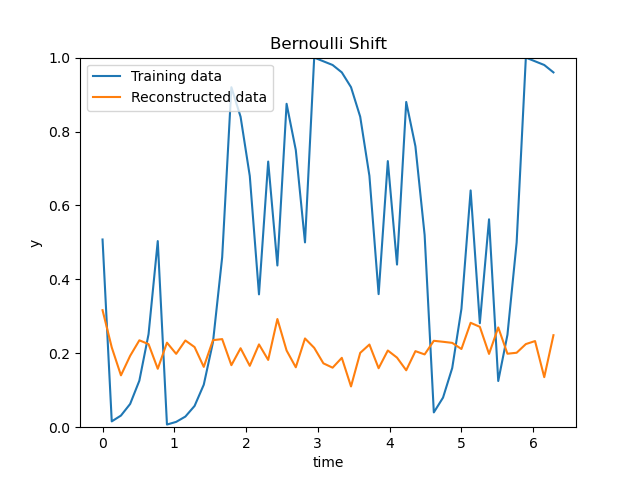 Bernoulli Shift
Training data
Reconstructed data
y
1.0
0.8
0.6
0.4
0.2
0.0
0 1 2 3 4 5 6
time